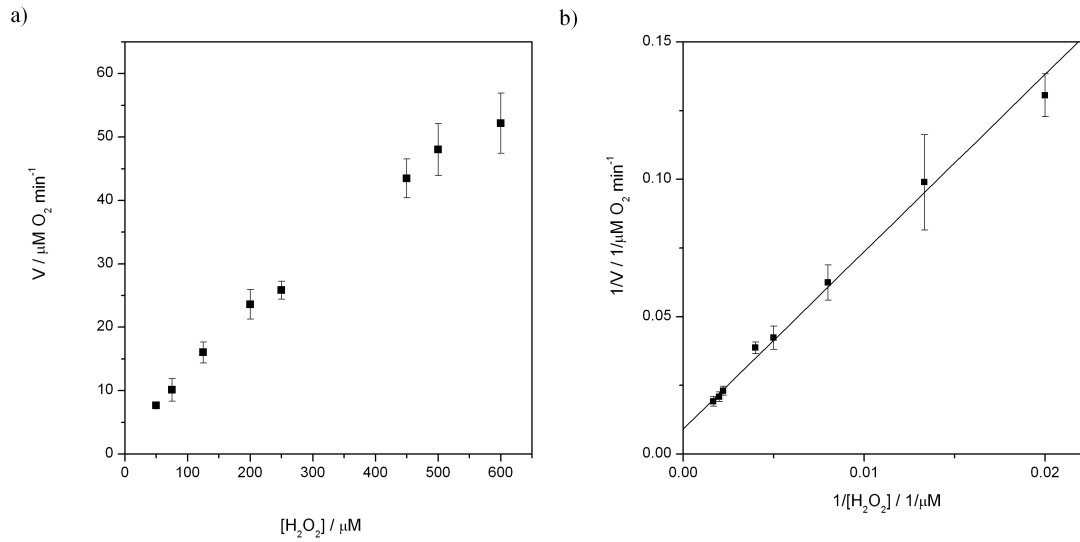 a)
60
50
40
30
20
10
0
V / μM O₂ min⁻¹
0 100 200 300 400 500 600
[H₂O₂] / μM
b)
0.15
0.10
0.05
0.00
1/V / 1/μM O₂ min⁻¹
0.00 0.01 0.02
1/[H₂O₂] / 1/μM